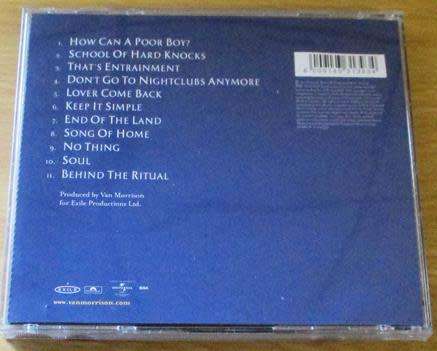 1. How Can A Poor Boy?
2. School Of Hard Knocks
3. That's Entrainment
4. Don't Go To Nightclubs Anymore
5. Lover Come Back
6. Keep It Simple
7. End Of The Land
8. Song Of Home
9. No Thing
10. Soul
11. Behind The Ritual
Produced by Van Morrison
for Exile Productions Ltd.
EXILE
www.vanmorrison.com